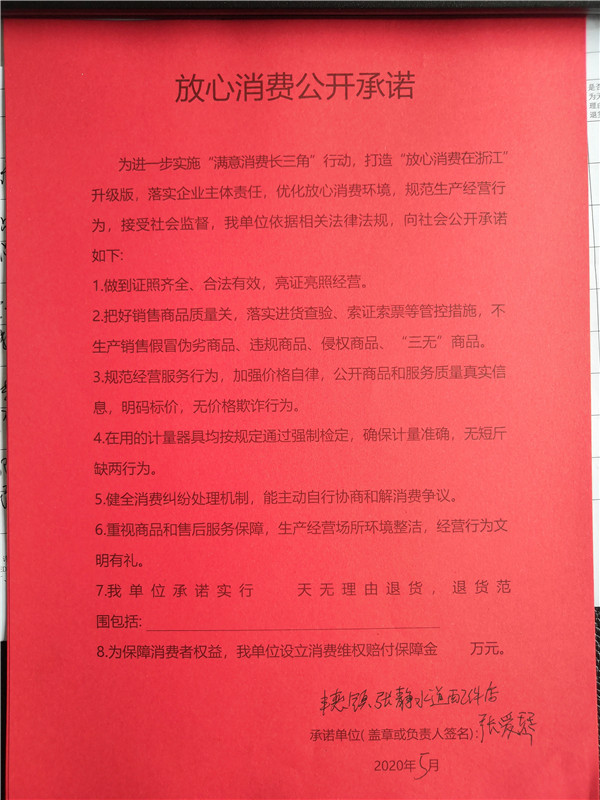 放心消费公开承诺
为进一步实施“满意消费长三角”行动，打造“放心消费在浙江”
升级版，落实企业主体责任，优化放心消费环境，规范生产经营行
为，接受社会监督，我单位依据相关法律法规，向社会公开承诺
如下:
1.做到证照齐全、合法有效，亮证亮照经营。
2.把好销售商品质量关，落实进货查验、索证索票等管控措施，不
生产销售假冒伪劣商品、违规商品、侵权商品、“三无”商品。
3.规范经营服务行为，加强价格自律，公开商品和服务质量真实信
息，明码标价，无价格欺诈行为。
4.在用的计量器具均按规定通过强制检定，确保计量准确，无短斤
缺两行为。
5.健全消费纠纷处理机制，能主动自行协商和解消费争议。
6.重视商品和售后服务保障，生产经营场所环境整洁，经营行为文
明有礼。
7.我单位承诺实行 天无理由退货，退货范
围包括:
8.为保障消费者权益，我单位设立消费维权赔付保障金 万元。
张静水道配件店
承诺单位(盖章或负责人签名):张爱琴
2020年5月